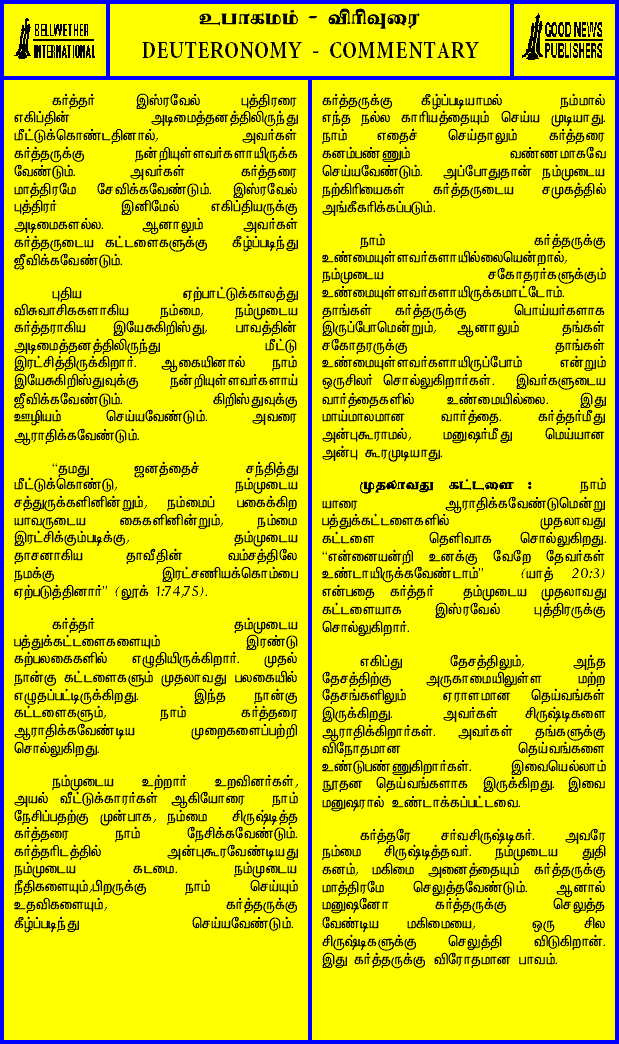 BELLWETHER
INTERNATIONAL
உபாகமம் - விரிவுரை
DEUTERONOMY - COMMENTARY
GOOD NEWS
PUBLISHERS
கர்த்தர் இஸ்ரவேல் புத்திரரை
எகிப்தின் அடிமைத்தனத்திலிருந்து
மீட்டுக்கொண்டதினால், அவர்கள்
கர்த்தருக்கு நன்றியுள்ளவர்களாயிருக்க
வேண்டும். அவர்கள் கர்த்தரை
மாத்திரமே சேவிக்கவேண்டும். இஸ்ரவேல்
புத்திரர் இனிமேல் எகிப்தியருக்கு
அடிமைகளல்ல. ஆனாலும் அவர்கள்
கர்த்தருடைய கட்டளைகளுக்கு கீழ்ப்படிந்து
ஜீவிக்கவேண்டும்.
புதிய ஏற்பாட்டுக்காலத்து
விசுவாசிகளாகிய நம்மை, நம்முடைய
கர்த்தராகிய இயேசுகிறிஸ்து, பாவத்தின்
அடிமைத்தனத்திலிருந்து மீட்டு
இரட்சித்திருக்கிறார். ஆகையினால் நாம்
இயேசுகிறிஸ்துவுக்கு நன்றியுள்ளவர்களாய்
ஜீவிக்கவேண்டும். கிறிஸ்துவுக்கு
ஊழியம் செய்யவேண்டும். அவரை
ஆராதிக்கவேண்டும்.
“தமது ஜனத்தைச் சந்தித்து
மீட்டுக்கொண்டு, நம்முடைய
சத்துருக்களினின்றும், நம்மைப் பகைக்கிற
யாவருடைய கைகளினின்றும், நம்மை
இரட்சிக்கும்படிக்கு, தம்முடைய
தாசனாகிய தாவீதின் வம்சத்திலே
நமக்கு இரட்சணியக்கொம்பை
ஏற்படுத்தினார்” (லூக் 1:74,75).
கர்த்தர் தம்முடைய
பத்துக்கட்டளைகளையும் இரண்டு
கற்பலகைகளில் எழுதியிருக்கிறார். முதல்
நான்கு கட்டளைகளும் முதலாவது பலகையில்
எழுதப்பட்டிருக்கிறது. இந்த நான்கு
கட்டளைகளும், நாம் கர்த்தரை
ஆராதிக்கவேண்டிய முறைகளைப்பற்றி
சொல்லுகிறது.
நம்முடைய உற்றார் உறவினர்கள்,
அயல் வீட்டுக்காரர்கள் ஆகியோரை நாம்
நேசிப்பதற்கு முன்பாக, நம்மை சிருஷ்டித்த
கர்த்தரை நாம் நேசிக்கவேண்டும்.
கர்த்தரிடத்தில் அன்புகூரவேண்டியது
நம்முடைய கடமை. நம்முடைய
நீதிகளையும்,பிறருக்கு நாம் செய்யும்
உதவிகளையும், கர்த்தருக்கு
கீழ்ப்படிந்து செய்யவேண்டும்.
கர்த்தருக்கு கீழ்ப்படியாமல் நம்மால்
எந்த நல்ல காரியத்தையும் செய்ய முடியாது.
நாம் எதைச் செய்தாலும் கர்த்தரை
கனம்பண்ணும் வண்ணமாகவே
செய்யவேண்டும். அப்போதுதான் நம்முடைய
நற்கிரியைகள் கர்த்தருடைய சமுகத்தில்
அங்கீகரிக்கப்படும்.
நாம் கர்த்தருக்கு
உண்மையுள்ளவர்களாயில்லையென்றால்,
நம்முடைய சகோதரர்களுக்கும்
உண்மையுள்ளவர்களாயிருக்கமாட்டோம்.
தாங்கள் கர்த்தருக்கு பொய்யர்களாக
இருப்போமென்றும், ஆனாலும் தங்கள்
சகோதரருக்கு தாங்கள்
உண்மையுள்ளவர்களாயிருப்போம் என்றும்
ஒருசிலர் சொல்லுகிறார்கள். இவர்களுடைய
வார்த்தைகளில் உண்மையில்லை. இது
மாய்மாலமான வார்த்தை. கர்த்தர்மீது
அன்புகூராமல், மனுஷர்மீது மெய்யான
அன்பு கூரமுடியாது.
முதலாவது கட்டளை : நாம்
யாரை ஆராதிக்கவேண்டுமென்று
பத்துக்கட்டளைகளில் முதலாவது
கட்டளை தெளிவாக சொல்லுகிறது.
“என்னையன்றி உனக்கு வேறே தேவர்கள்
உண்டாயிருக்கவேண்டாம்” (யாத் 20:3)
என்பதை கர்த்தர் தம்முடைய முதலாவது
கட்டளையாக இஸ்ரவேல் புத்திரருக்கு
சொல்லுகிறார்.
எகிப்து தேசத்திலும், அந்த
தேசத்திற்கு அருகாமையிலுள்ள மற்ற
தேசங்களிலும் ஏராளமான தெய்வங்கள்
இருக்கிறது. அவர்கள் சிருஷ்டிகளை
ஆராதிக்கிறார்கள். அவர்கள் தங்களுக்கு
விநோதமான தெய்வங்களை
உண்டுபண்ணுகிறார்கள். இவையெல்லாம்
நூதன தெய்வங்களாக இருக்கிறது. இவை
மனுஷரால் உண்டாக்கப்பட்டவை.
கர்த்தரே சர்வசிருஷ்டிகர். அவரே
நம்மை சிருஷ்டித்தவர். நம்முடைய துதி
கனம், மகிமை அனைத்தையும் கர்த்தருக்கு
மாத்திரமே செலுத்தவேண்டும். ஆனால்
மனுஷனோ கர்த்தருக்கு செலுத்த
வேண்டிய மகிமையை, ஒரு சில
சிருஷ்டிகளுக்கு செலுத்தி விடுகிறான்.
இது கர்த்தருக்கு விரோதமான பாவம்.